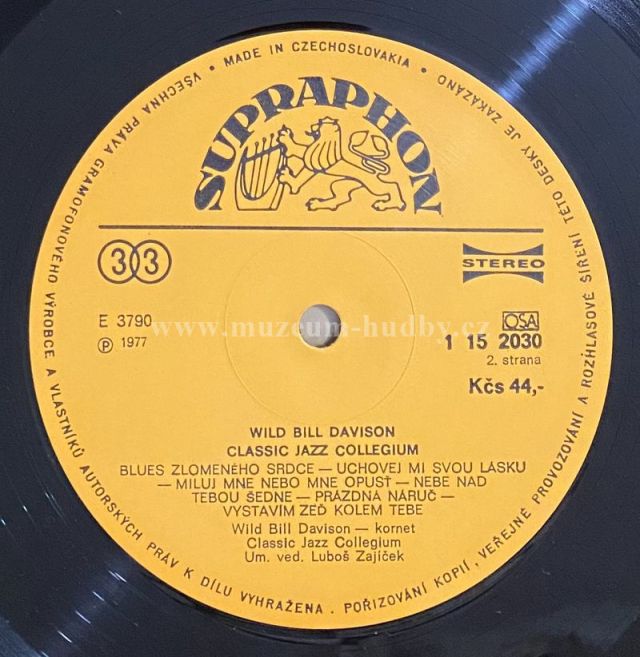 VŠECHNA PRÁVA GRAMOFONOVÉHO VÝROBCE A VLASTNÍKŮ AUTORSKÝCH PRÁV K DÍLU VYHRAŽENA . POŘIZOVÁNÍ KOPIÍ, VEŘEJNÉ PROVOZOVÁNÍ A ROZHLASOVÉ ŠÍŘENÍ TÉTO DESKY JE ZAKÁZÁNO
• MADE IN CZECHOSLOVAKIA •
SUPRAPHON
33
STEREO
E 3790
℗ 1977
OSA
1 15 2030
2. strana
Kčs 44,-
www.muzeum-hudby.cz
WILD BILL DAVISON
CLASSIC JAZZ COLLEGIUM
BLUES ZLOMENÉHO SRDCE — UCHOVEJ MI SVOU LÁSKU
— MILUJ MNE NEBO MNE OPUSŤ — NEBE NAD
TEBOU ŠEDNE — PRÁZDNÁ NÁRUČ —
VYSTAVÍM ZEĎ KOLEM TEBE
Wild Bill Davison — kornet
Classic Jazz Collegium
Um. ved. Luboš Zajíček